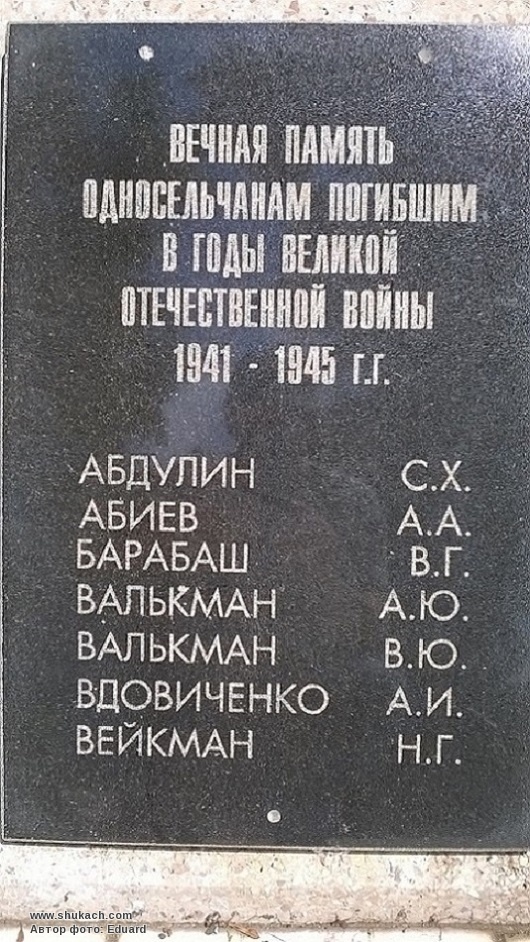 ВЕЧНАЯ ПАМЯТЬ
ОДНОСЕЛЬЧАНАМ ПОГИБШИМ
В ГОДЫ ВЕЛИКОЙ
ОТЕЧЕСТВЕННОЙ ВОЙНЫ
1941 - 1945 г.г.
АБДУЛИН С.Х.
АБИЕВ А.А.
БАРАБАШ В.Г.
ВАЛЬКМАН А.Ю.
ВАЛЬКМАН В.Ю.
ВДОВИЧЕНКО А.И.
ВЕЙКМАН Н.Г.
www.shukach.com
Автор фото: Eduard